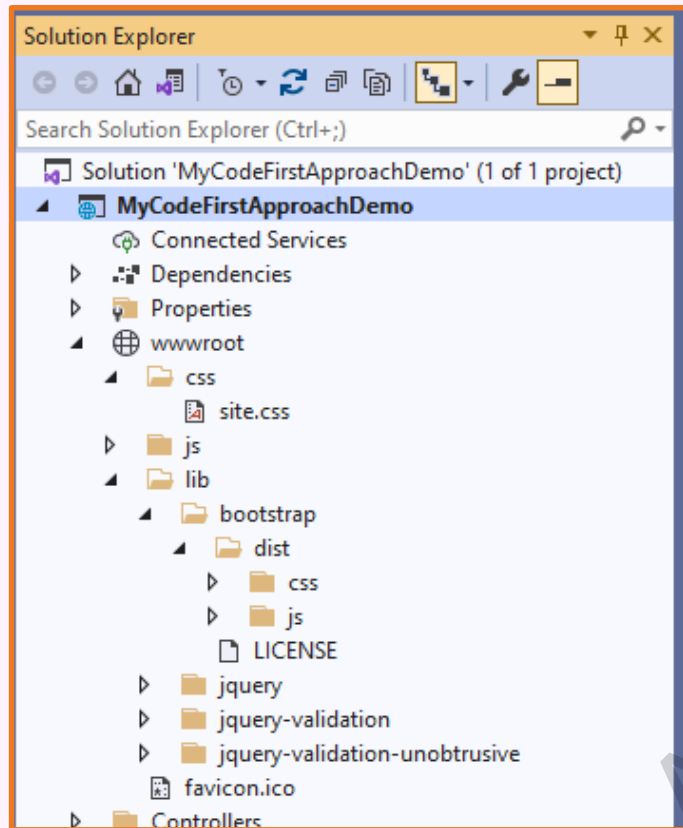 Solution Explorer
Search Solution Explorer (Ctrl+;)
Solution 'MyCodeFirstApproachDemo' (1 of 1 project)
MyCodeFirstApproachDemo
Connected Services
Dependencies
Properties
wwwroot
css
site.css
js
lib
bootstrap
dist
css
js
LICENSE
jquery
jquery-validation
jquery-validation-unobtrusive
favicon.ico
Controllers